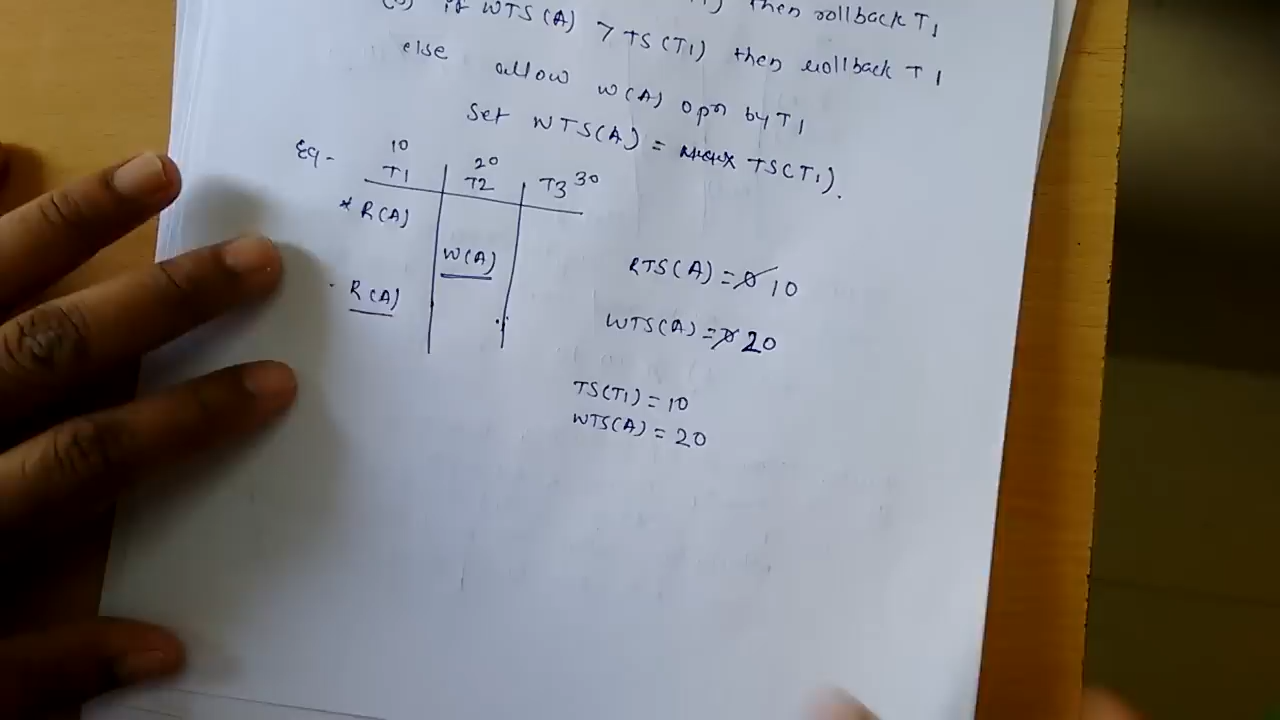 then rollback T1
if WTS(A) > TS(T1) then rollback T1
else allow W(A) opn by T1
Set WTS(A) = TS(T1).
Eg- 10 20 30
T1 T2 T3
* R(A)
W(A)
R(A)
RTS(A) = 0 10
WTS(A) = 0 20
TS(T1) = 10
WTS(A) = 20